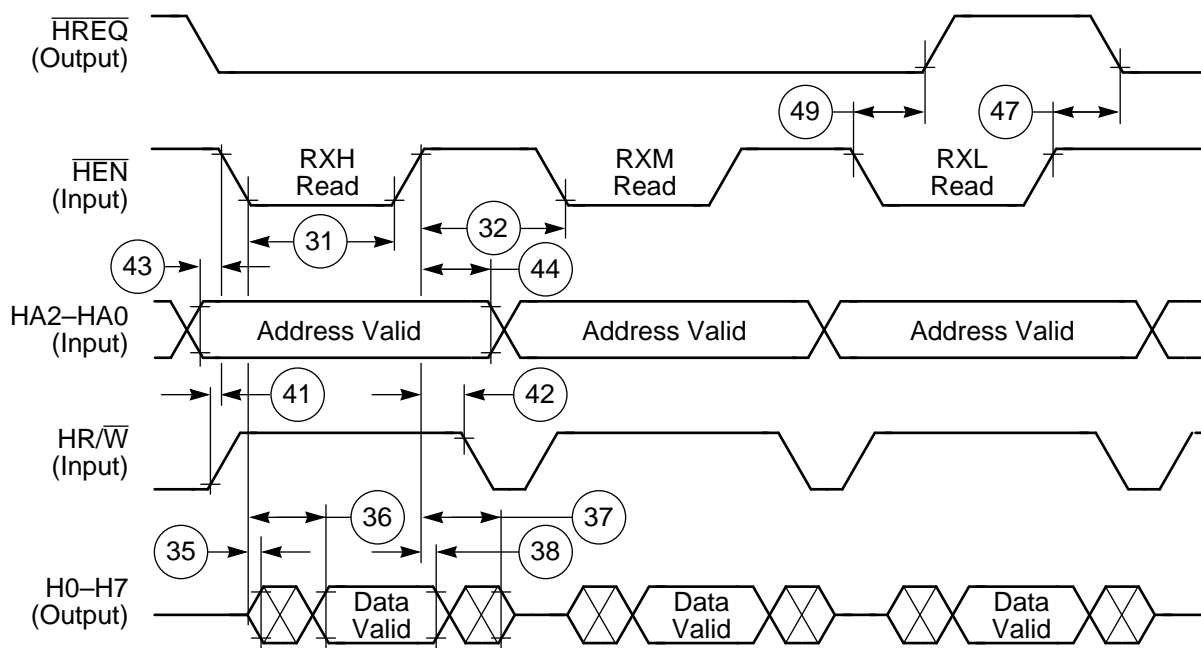 H̅R̅E̅Q̅
(Output)
49
47
H̅E̅N̅
(Input)
RXH
Read
RXM
Read
RXL
Read
31
32
43
44
HA2–HA0
(Input)
Address Valid
Address Valid
Address Valid
41
42
HR/W̅
(Input)
36
37
35
38
H0–H7
(Output)
Data
Valid
Data
Valid
Data
Valid